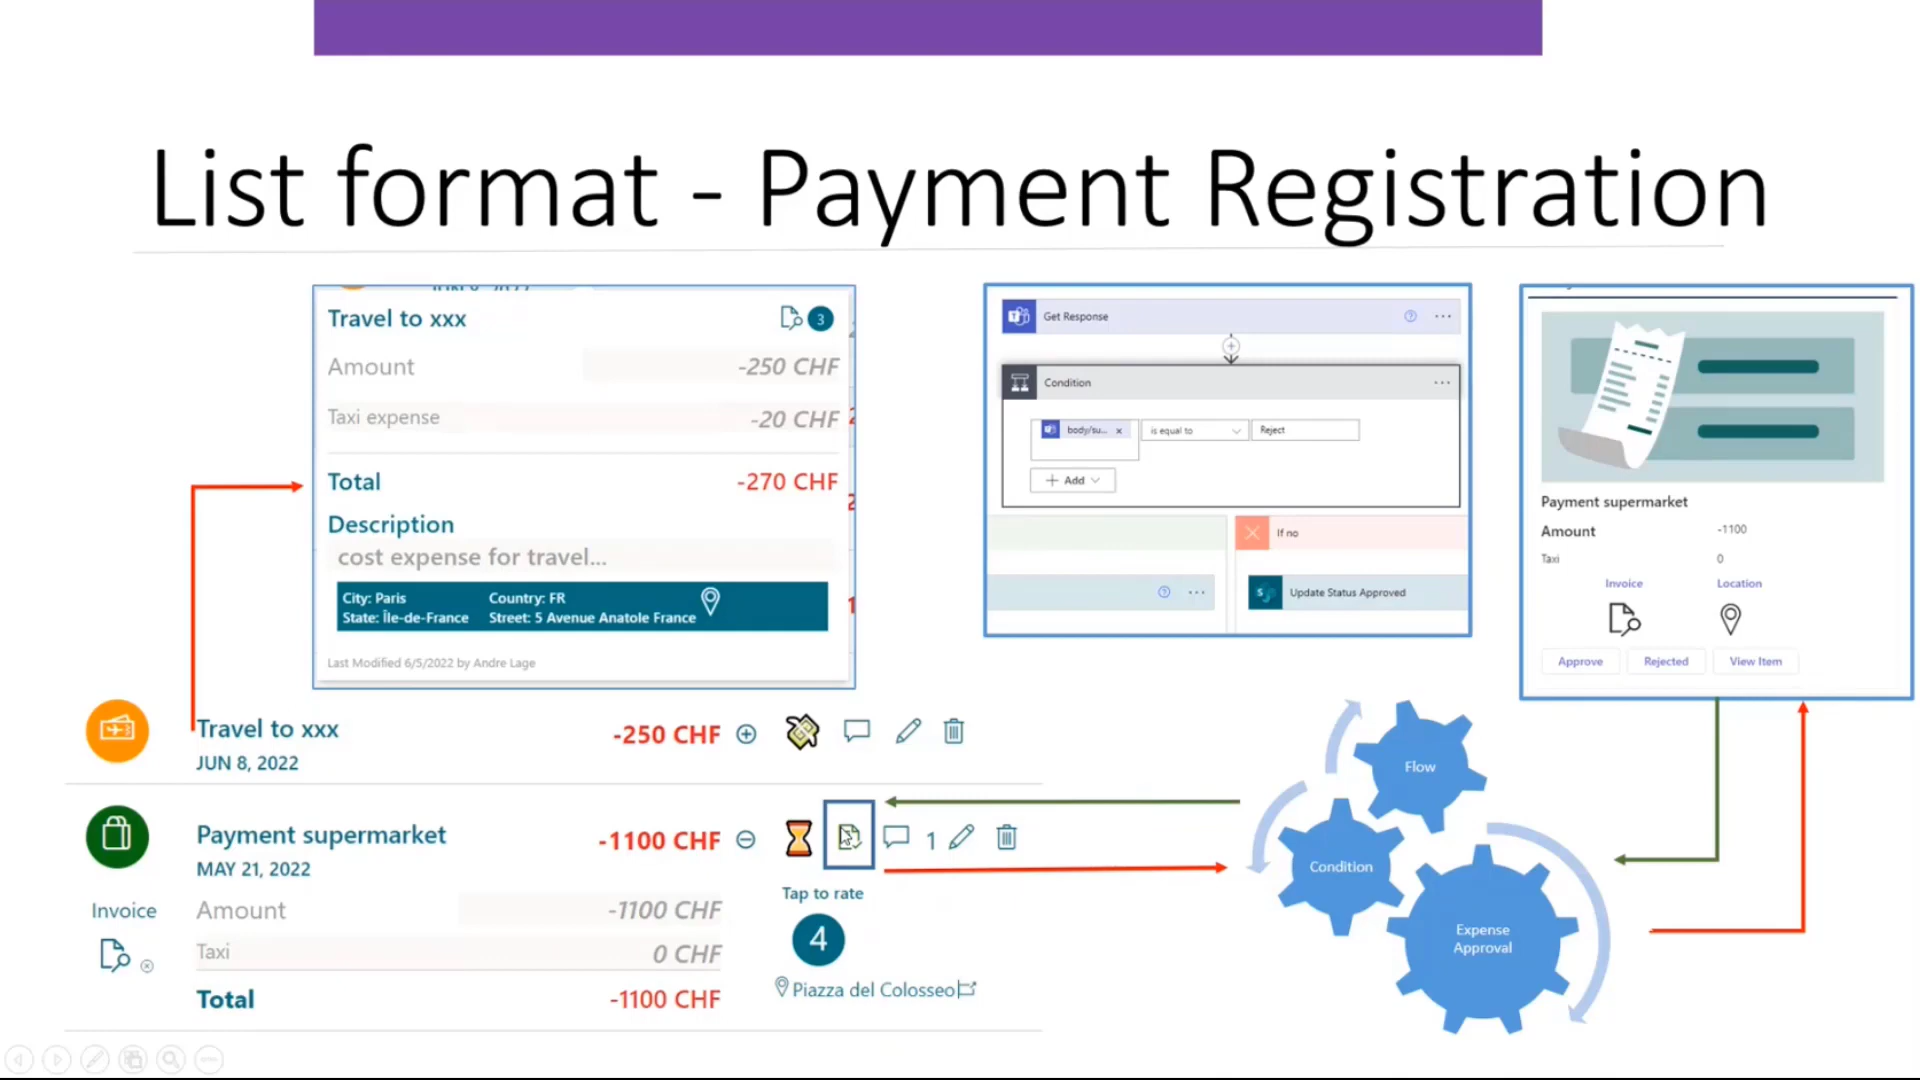 List format - Payment Registration
Travel to xxx
3
Amount
-250 CHF
Taxi expense
-20 CHF
Total
-270 CHF
Description
cost expense for travel...
City: Paris
Country: FR
State: Île-de-France
Street: 5 Avenue Anatole France
Last Modified 6/5/2022 by Andre Lage
Get Response
Condition
body/su...
is equal to
Reject
Add
If no
Update Status Approved
Payment supermarket
Amount
-1100
Taxi
0
Invoice
Location
Approve
Rejected
View Item
Travel to xxx
-250 CHF
JUN 8, 2022
Payment supermarket
-1100 CHF
1
MAY 21, 2022
Tap to rate
Invoice
Amount
-1100 CHF
4
Taxi
0 CHF
Piazza del Colosseo
Total
-1100 CHF
Flow
Condition
Expense
Approval